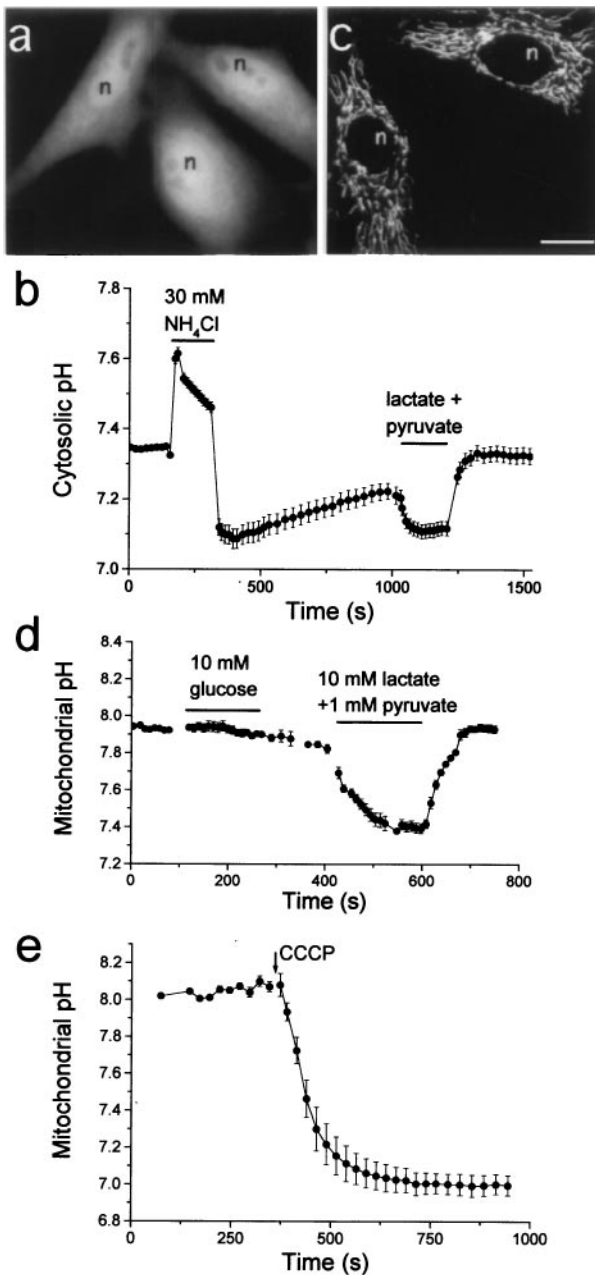 a
n
n
n
c
n
n
b
30 mM
NH₄Cl
lactate +
pyruvate
Cytosolic pH
7.8
7.6
7.4
7.2
7.0
0 500 1000 1500
Time (s)
d
10 mM
glucose
10 mM lactate
+1 mM pyruvate
Mitochondrial pH
8.4
8.2
8.0
7.8
7.6
7.4
7.2
0 200 400 600 800
Time (s)
e
CCCP
Mitochondrial pH
8.2
8.0
7.8
7.6
7.4
7.2
7.0
6.8
0 250 500 750 1000
Time (s)